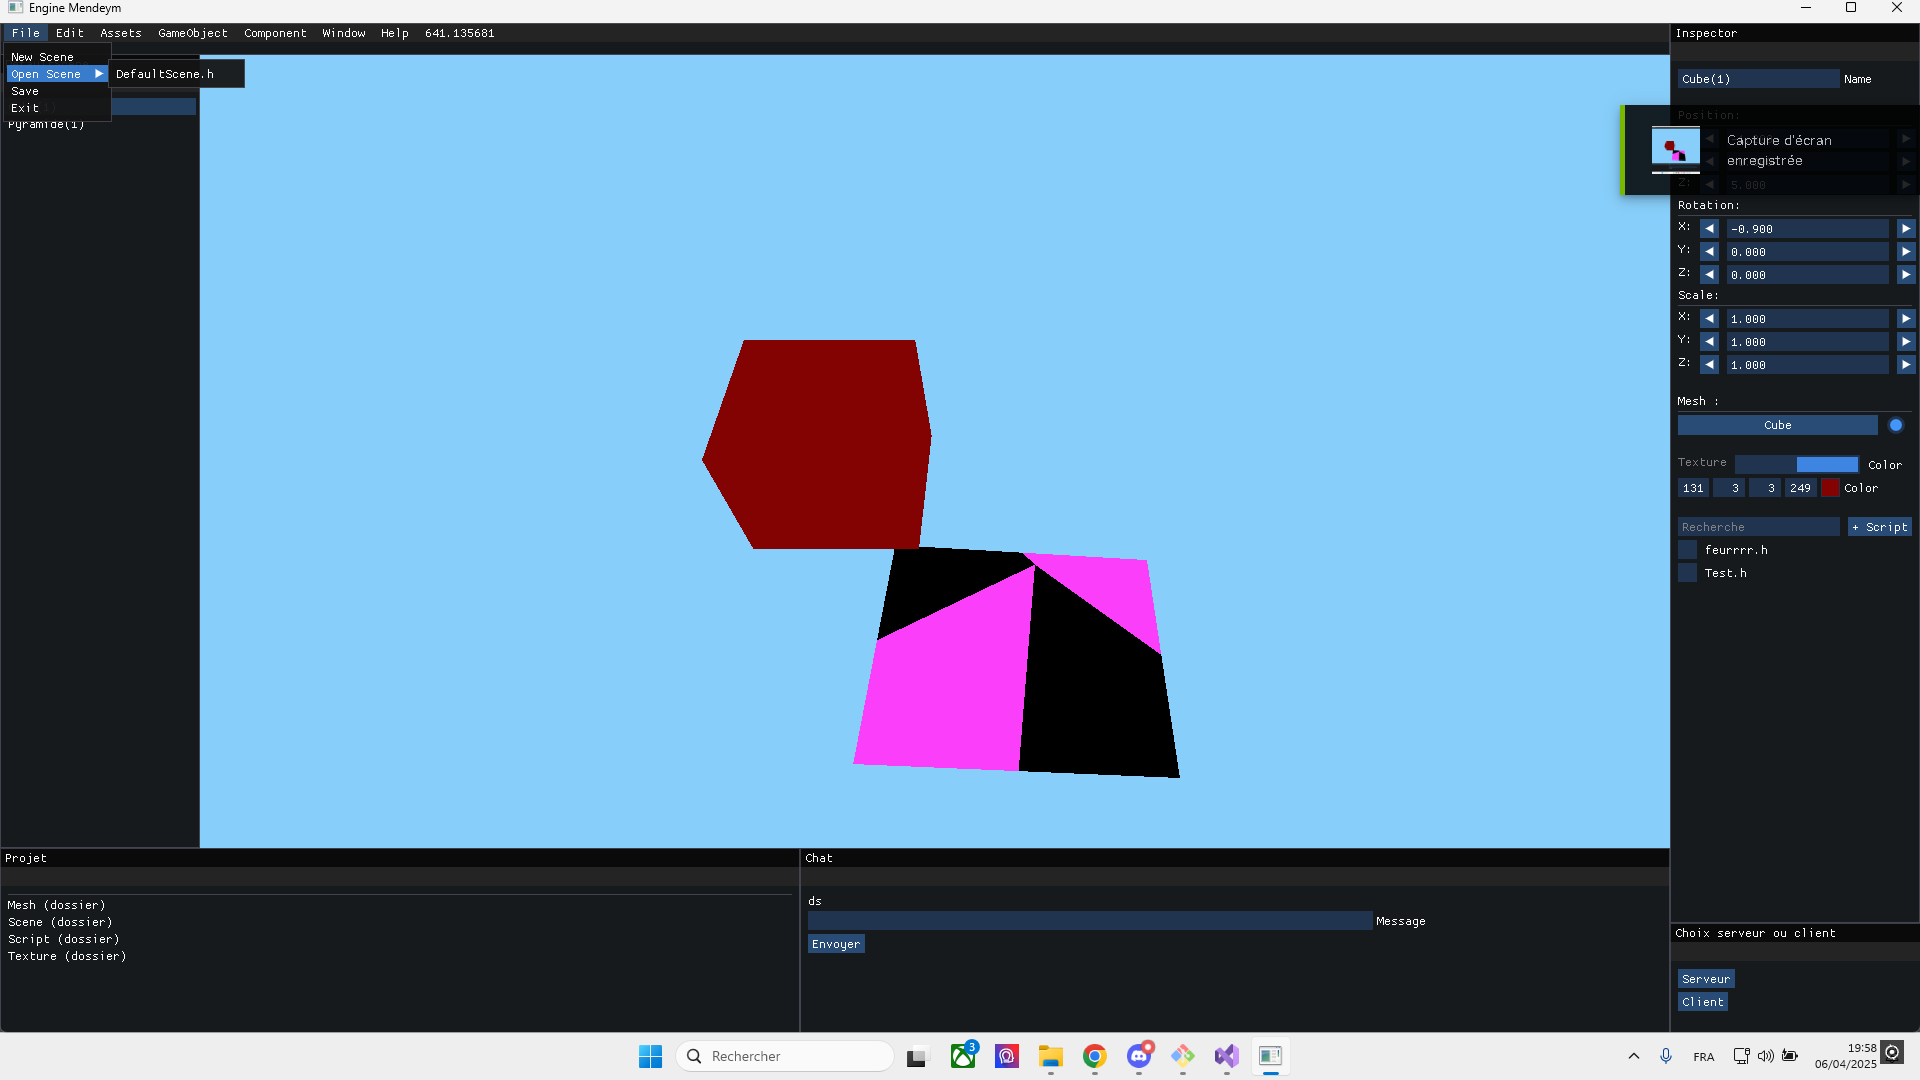 Engine Mendeym
File Edit Assets GameObject Component Window Help 641.135681
New Scene
Open Scene
DefaultScene.h
Save
Exit
Pyramide(1)
Inspector
Cube(1) Name
Position:
Capture d'écran
enregistrée
Z: 5.000
Rotation:
X: -0.900
Y: 0.000
Z: 0.000
Scale:
X: 1.000
Y: 1.000
Z: 1.000
Mesh :
Cube
Texture Color
131 3 3 249 Color
Recherche + Script
feurrrr.h
Test.h
Projet
Mesh (dossier)
Scene (dossier)
Script (dossier)
Texture (dossier)
Chat
ds
Message
Envoyer
Choix serveur ou client
Serveur
Client
Rechercher
3
FRA
19:58
06/04/2025